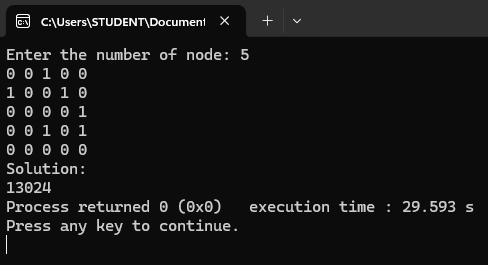 C:\Users\STUDENT\Document
Enter the number of node: 5
0 0 1 0 0
1 0 0 1 0
0 0 0 0 1
0 0 1 0 1
0 0 0 0 0
Solution:
13024
Process returned 0 (0x0)   execution time : 29.593 s
Press any key to continue.